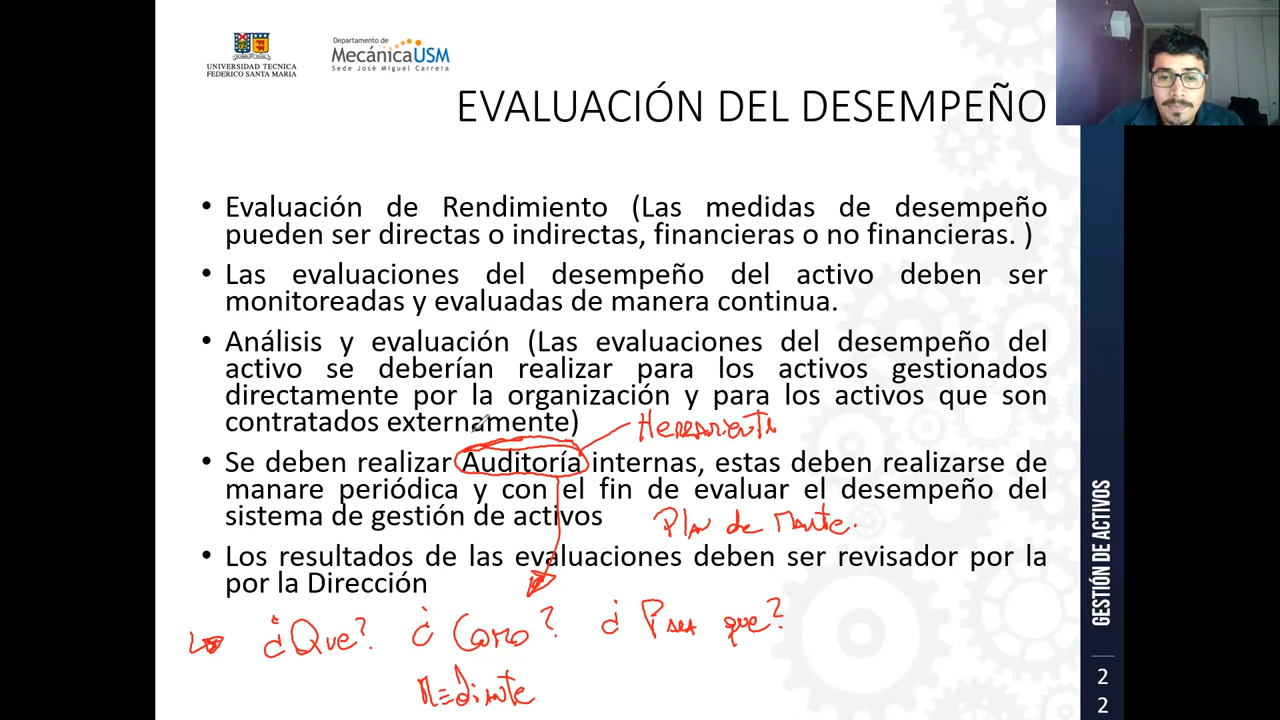 UNIVERSIDAD TECNICA
FEDERICO SANTA MARIA
Departamento de
MecánicaUSM
Sede José Miguel Carrera
EVALUACIÓN DEL DESEMPEÑO
• Evaluación de Rendimiento (Las medidas de desempeño
pueden ser directas o indirectas, financieras o no financieras. )
• Las evaluaciones del desempeño del activo deben ser
monitoreadas y evaluadas de manera continua.
• Análisis y evaluación (Las evaluaciones del desempeño del
activo se deberían realizar para los activos gestionados
directamente por la organización y para los activos que son
contratados externamente)
Herramienta
• Se deben realizar Auditoría internas, estas deben realizarse de
manare periódica y con el fin de evaluar el desempeño del
sistema de gestión de activos
Plan de Mante.
• Los resultados de las evaluaciones deben ser revisador por la
por la Dirección
¿Que? ¿Como? ¿Para que?
Mediante
GESTIÓN DE ACTIVOS
2
2